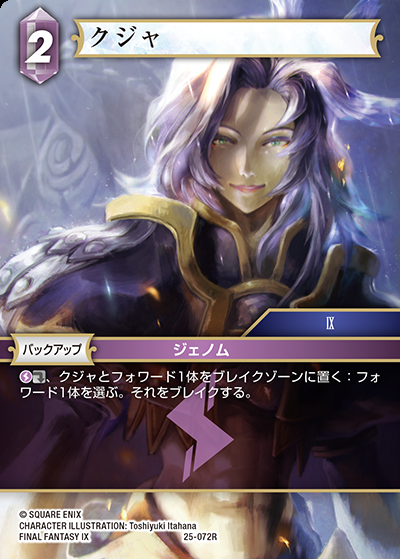 2
クジャ
IX
バックアップ
ジェノム
、クジャとフォワード1体をブレイクゾーンに置く：フォ
ワード1体を選ぶ。それをブレイクする。
© SQUARE ENIX
CHARACTER ILLUSTRATION: Toshiyuki Itahana
FINAL FANTASY IX
25-072R